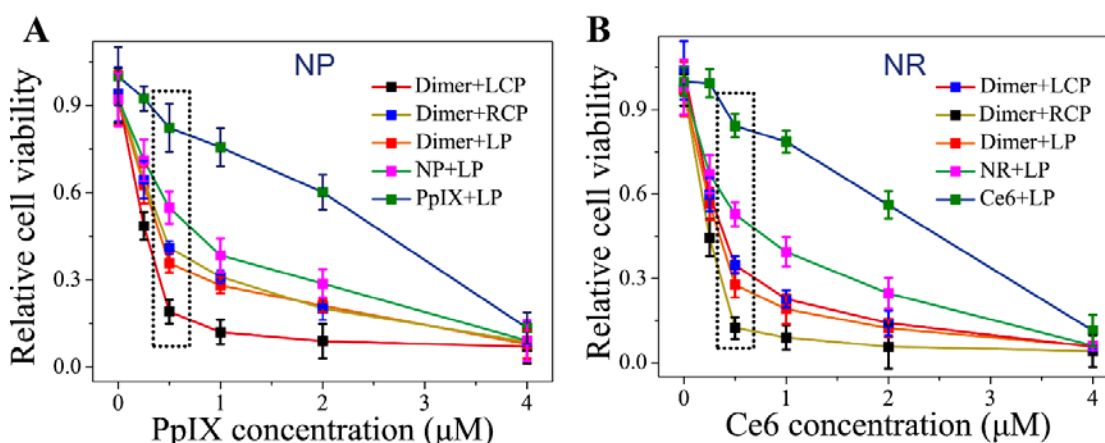 A
NP
Dimer+LCP
Dimer+RCP
Dimer+LP
NP+LP
PpIX+LP
Relative cell viability
0.9
0.6
0.3
0.0
0 1 2 3 4
PpIX concentration (μM)
B
NR
Dimer+LCP
Dimer+RCP
Dimer+LP
NR+LP
Ce6+LP
Relative cell viability
0.9
0.6
0.3
0.0
0 1 2 3 4
Ce6 concentration (μM)